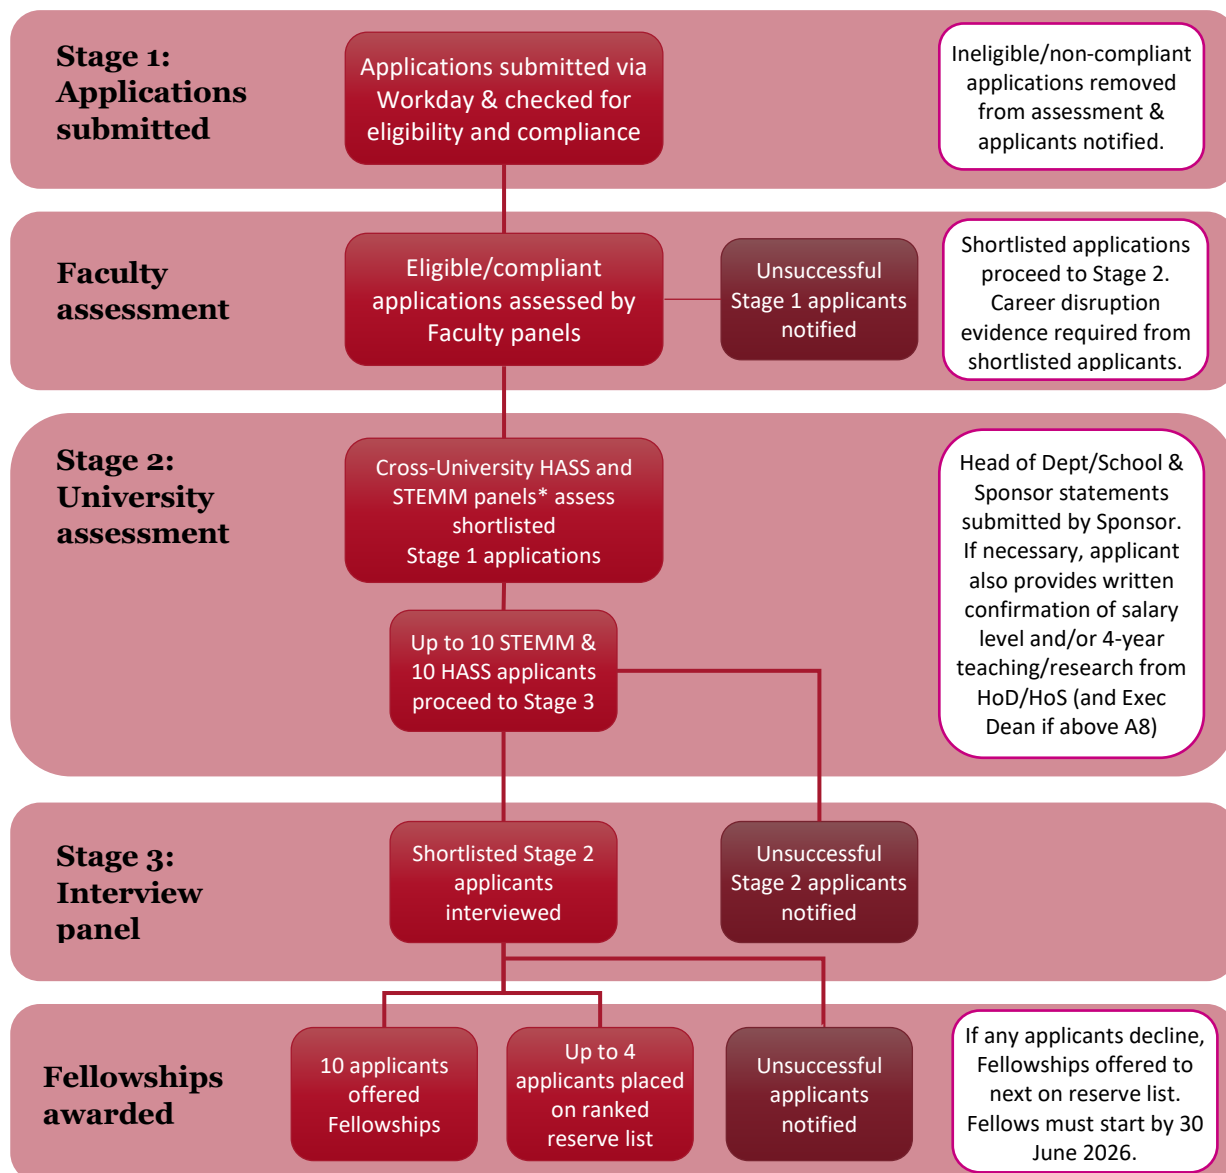 Stage 1:
Applications
submitted
Applications submitted via
Workday & checked for
eligibility and compliance
Ineligible/non-compliant
applications removed
from assessment &
applicants notified.
Faculty
assessment
Eligible/compliant
applications assessed by
Faculty panels
Unsuccessful
Stage 1 applicants
notified
Shortlisted applications
proceed to Stage 2.
Career disruption
evidence required from
shortlisted applicants.
Stage 2:
University
assessment
Cross-University HASS and
STEMM panels* assess
shortlisted
Stage 1 applications
Up to 10 STEMM &
10 HASS applicants
proceed to Stage 3
Head of Dept/School &
Sponsor statements
submitted by Sponsor.
If necessary, applicant
also provides written
confirmation of salary
level and/or 4-year
teaching/research from
HoD/HoS (and Exec
Dean if above A8)
Stage 3:
Interview
panel
Shortlisted Stage 2
applicants
interviewed
Unsuccessful
Stage 2 applicants
notified
Fellowships
awarded
10 applicants
offered
Fellowships
Up to 4
applicants placed
on ranked
reserve list
Unsuccessful
applicants
notified
If any applicants decline,
Fellowships offered to
next on reserve list.
Fellows must start by 30
June 2026.